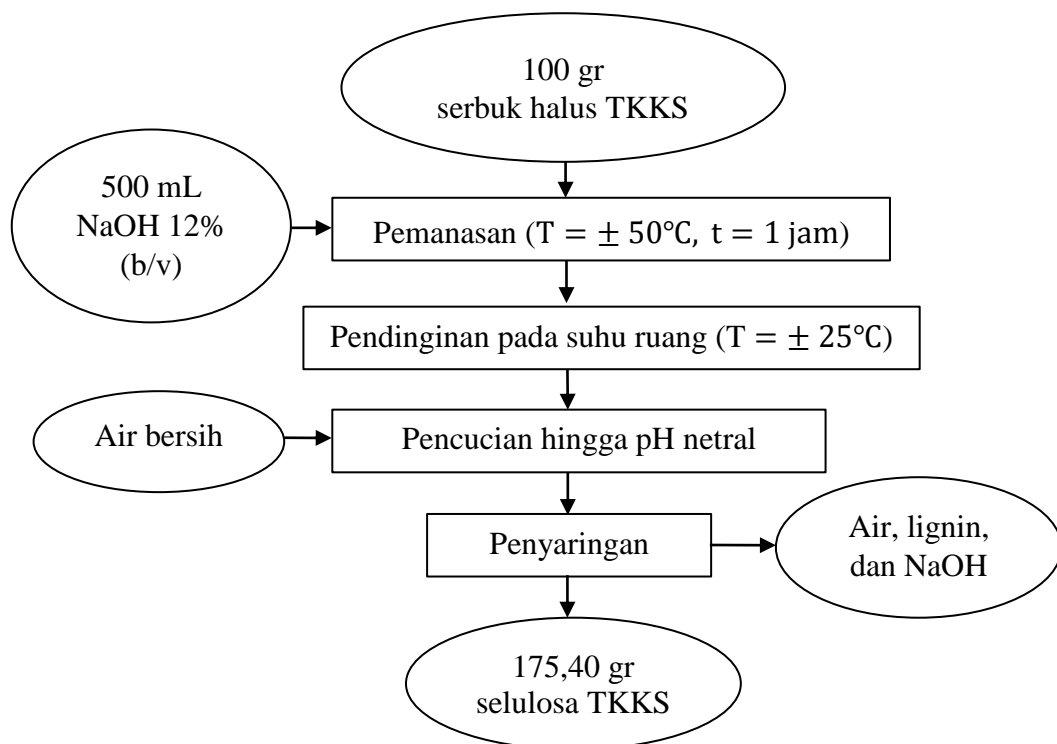 100 gr
serbuk halus TKKS
500 mL
NaOH 12%
(b/v)
Pemanasan (T = ± 50℃, t = 1 jam)
Pendinginan pada suhu ruang (T = ± 25℃)
Air bersih
Pencucian hingga pH netral
Penyaringan
Air, lignin,
dan NaOH
175,40 gr
selulosa TKKS